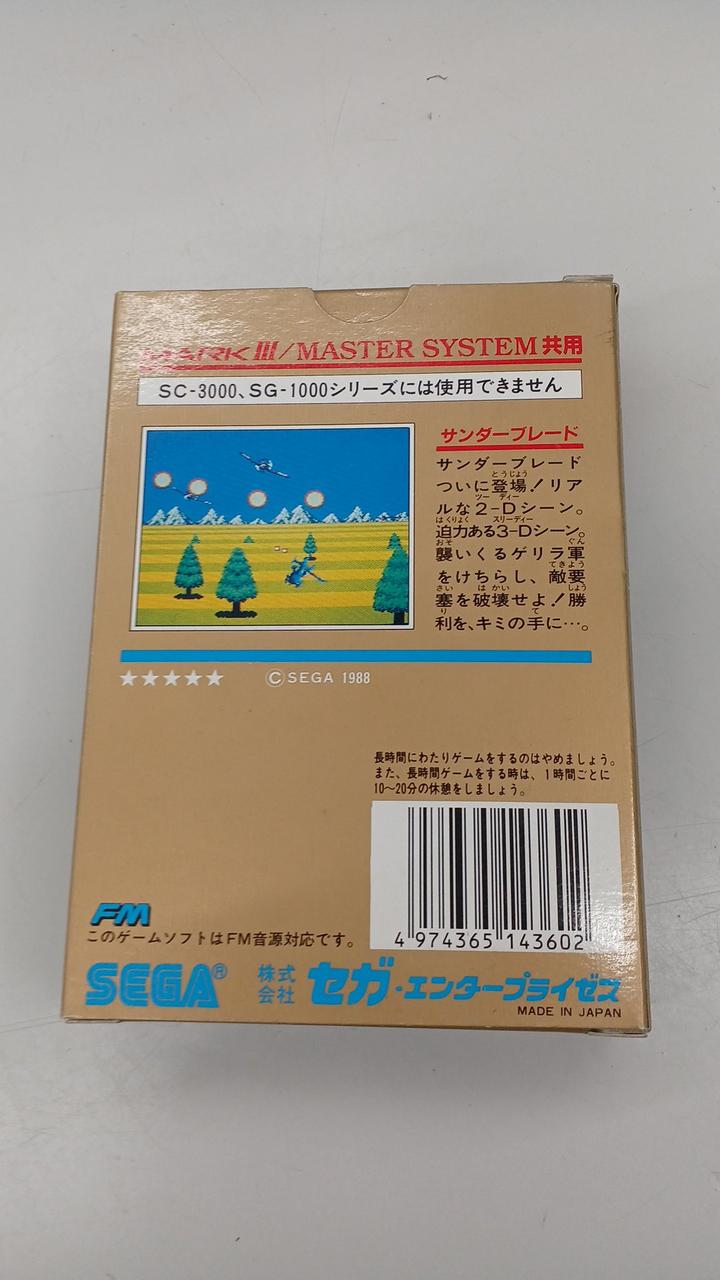 MARK III/MASTER SYSTEM 共用
SC-3000、SG-1000シリーズには使用できません
サンダーブレード
サンダーブレード
ついに登場!リア
ルな2-Dシーン。
迫力ある3-Dシーン。
襲いくるゲリラ軍
をけちらし、敵要
塞を破壊せよ!勝
利を、キミの手に…。
★★★★★ ©SEGA 1988
長時間にわたりゲームをするのはやめましょう。
また、長時間ゲームをする時は、1時間ごとに
10〜20分の休憩をしましょう。
4 974365 143602
FM
このゲームソフトはFM音源対応です。
SEGA® 株式会社 セガ・エンタープライゼス
MADE IN JAPAN